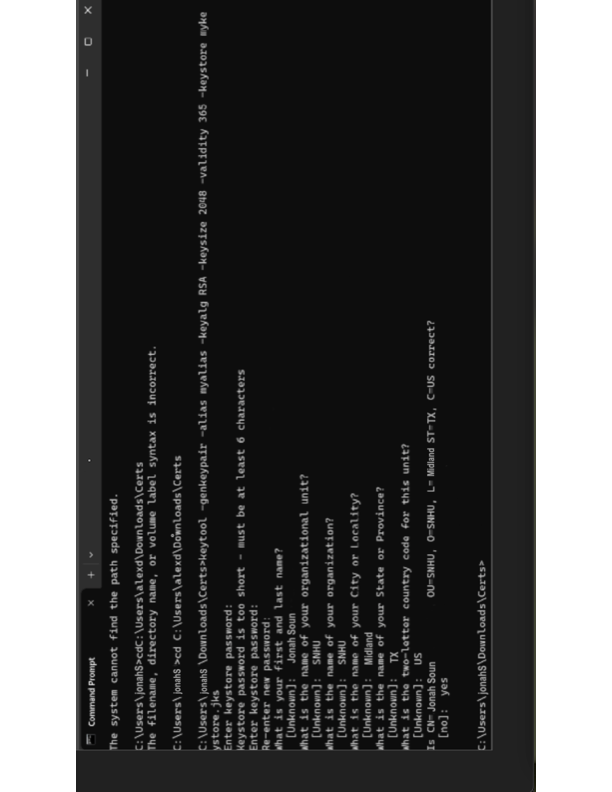 Command Prompt
The system cannot find the path specified.
C:\Users\jonahS>cdC:\Users\alexd\Downloads\Certs
The filename, directory name, or volume label syntax is incorrect.
C:\Users\jonahS >cd C:\Users\alexd\Downloads\Certs
C:\Users\jonahS \Downloads\Certs>keytool -genkeypair -alias myalias -keyalg RSA -keysize 2048 -validity 365 -keystore myke
ystore.jks
Enter keystore password:
Keystore password is too short - must be at least 6 characters
Enter keystore password:
Re-enter new password:
What is your first and last name?
[Unknown]: Jonah Soun
What is the name of your organizational unit?
[Unknown]: SNHU
What is the name of your organization?
[Unknown]: SNHU
What is the name of your City or Locality?
[Unknown]: Midland
What is the name of your State or Province?
[Unknown]: TX
What is the two-letter country code for this unit?
[Unknown]: US
Is CN= Jonah Soun OU=SNHU, O=SNHU, L= Midland ST=TX, C=US correct?
[no]: yes
C:\Users\jonahS\Downloads\Certs>